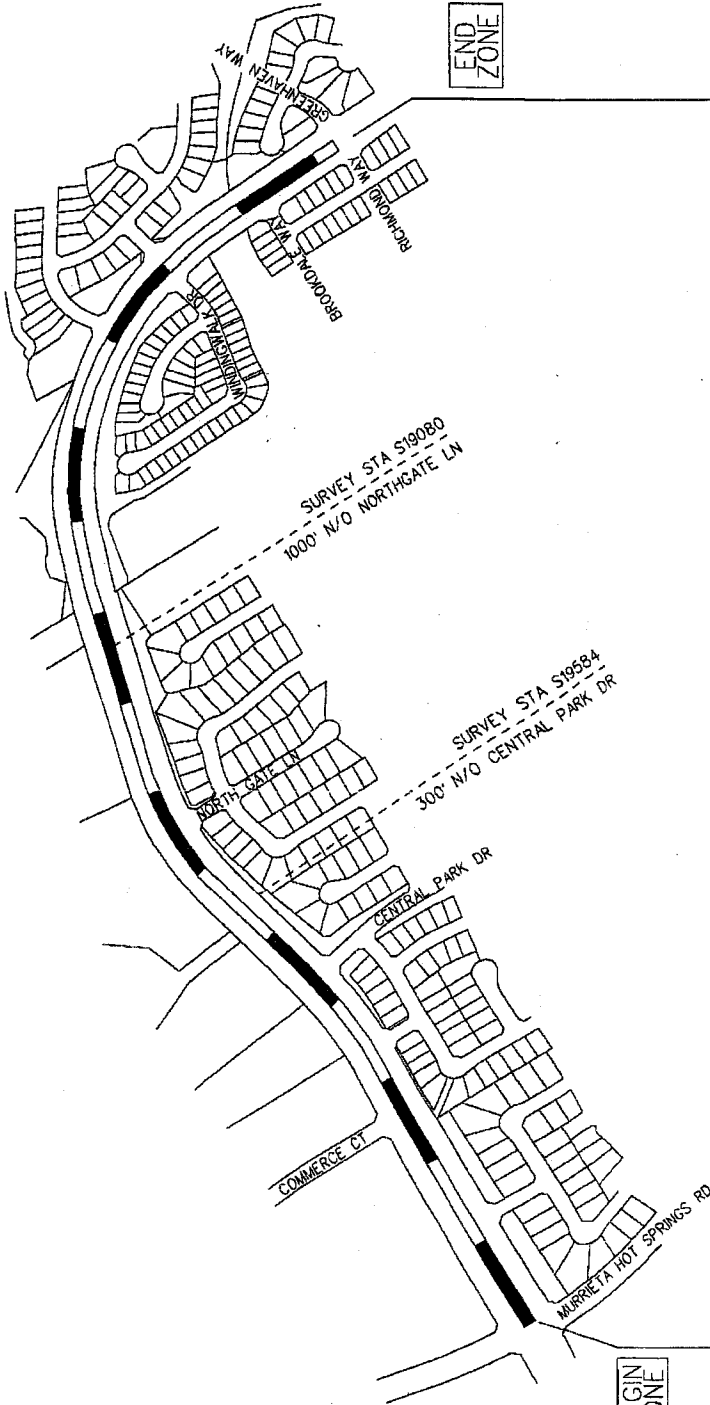 END
ZONE
GREENHAVEN WAY
RICHMOND WAY
BROOKDALE WAY
WINDINGWALK DR
SURVEY STA S19080
1000' N/O NORTHGATE LN
SURVEY STA S19584
300' N/O CENTRAL PARK DR
NORTH GATE LN
CENTRAL PARK DR
COMMERCE CT
MURRIETA HOT SPRINGS RD
GIN
ONE